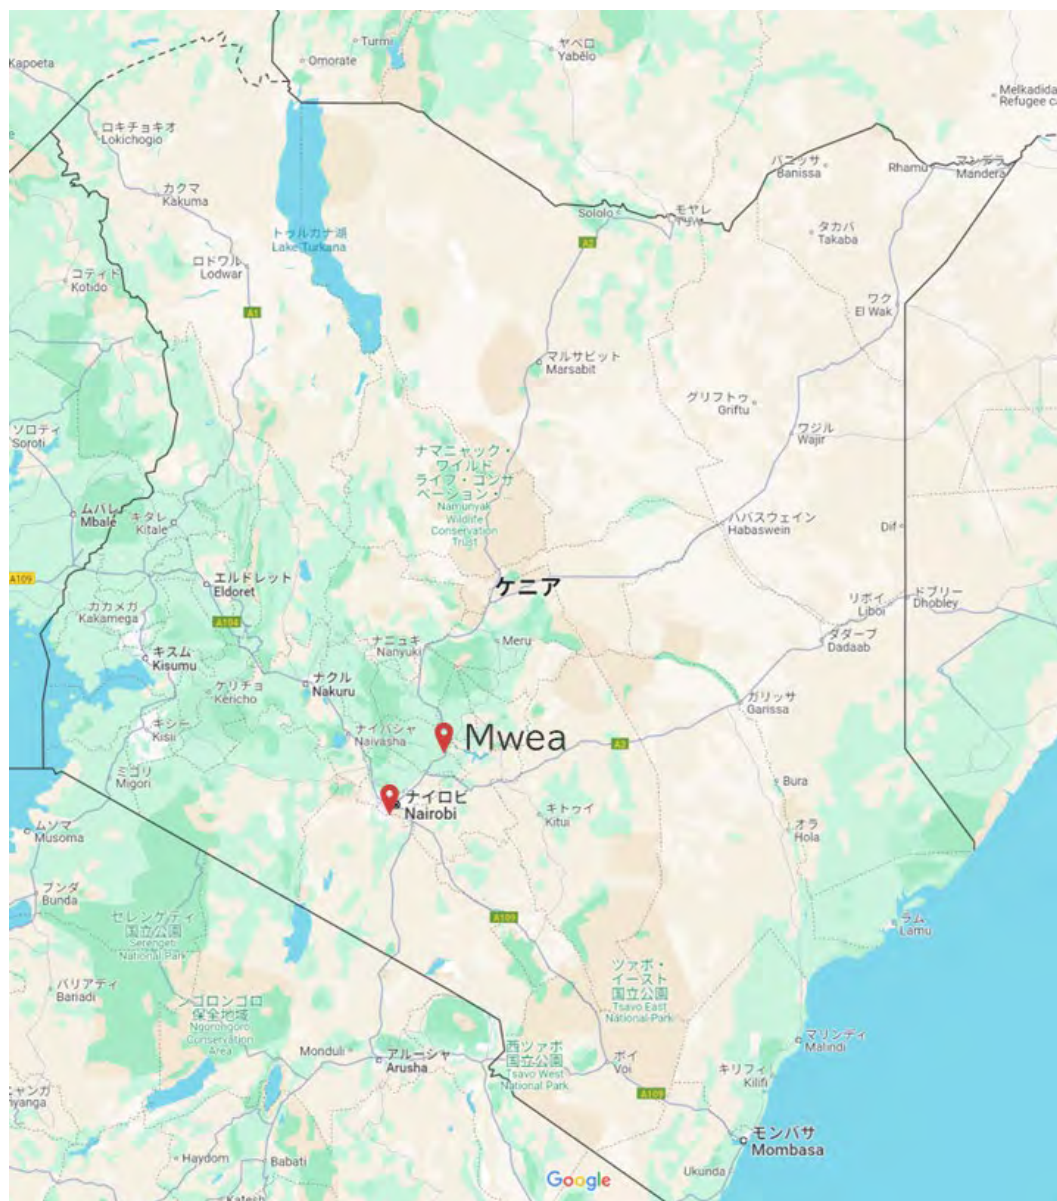 Turmi
Omorate
ヤベロ
Yabēlo
Kapoeta
Melkadida
Refugee ca
ロキチョキオ
Lokichogio
バニッサ
Banissa
Rhamu
マンデラ
Mandera
カクマ
Kakuma
Sololo
モヤレ
タカバ
Takaba
トゥルカナ湖
Lake Turkana
A2
ロドワル
Lodwar
コティド
Kotido
A1
ワク
El Wak
マルサビット
Marsabit
グリフトゥ
Griftu
ワジル
Wajir
ソロティ
Soroti
ナマニャック・
ワイルド
ライフ・コンサ
ベーション・...
Namunyak
Wildlife
Conservation
Trust
ムバレ
Mbale
キタレ
Kitale
ハバスウェイン
Habaswein
Dif
A109
エルドレット
Eldoret
ケニア
リボイ
Liboi
ドブリー
Dhobley
カカメガ
Kakamega
A104
ナニュキ
Nanyuki
Meru
ダダーブ
Dadaab
キスム
Kisumu
ケリチョ
Kericho
ナクル
Nakuru
ガリッサ
Garissa
キシー
Kisii
ナイバシャ
Naivasha
Mwea
A3
ミゴリ
Migori
Bura
ナイロビ
Nairobi
キトゥイ
Kitui
ムソマ
Musoma
オラ
Hola
ブンダ
Bunda
セレンゲティ
国立公園
Serengeti
National Park
A109
ラム
Lamu
バリアディ
Bariadi
ンゴロンゴロ
保全地域
Ngorongoro
Conservation
Area
ツァボ・
イースト
国立公園
Tsavo East
National Park
マリンディ
Malindi
Monduli
アルーシャ
Arusha
西ツァボ
国立公園
Tsavo West
National Park
ボイ
Voi
キリフィ
Kilifi
ニャンガ
nyanga
A109
モンバサ
Mombasa
Haydom
Babati
Ukunda
Google
Katesh